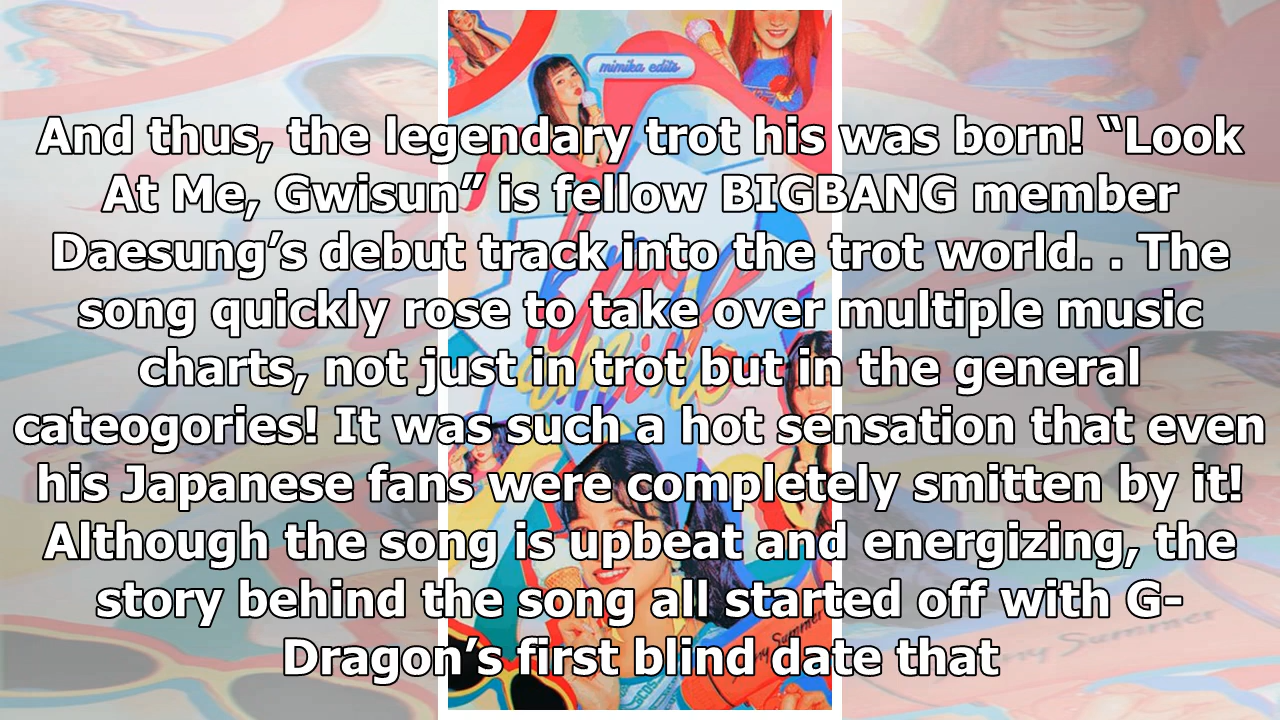 mimika edits
And thus, the legendary trot his was born! “Look
At Me, Gwisun” is fellow BIGBANG member
Daesung’s debut track into the trot world. . The
song quickly rose to take over multiple music
charts, not just in trot but in the general
cateogories! It was such a hot sensation that even
his Japanese fans were completely smitten by it!
Although the song is upbeat and energizing, the
story behind the song all started off with G-
Dragon’s first blind date that